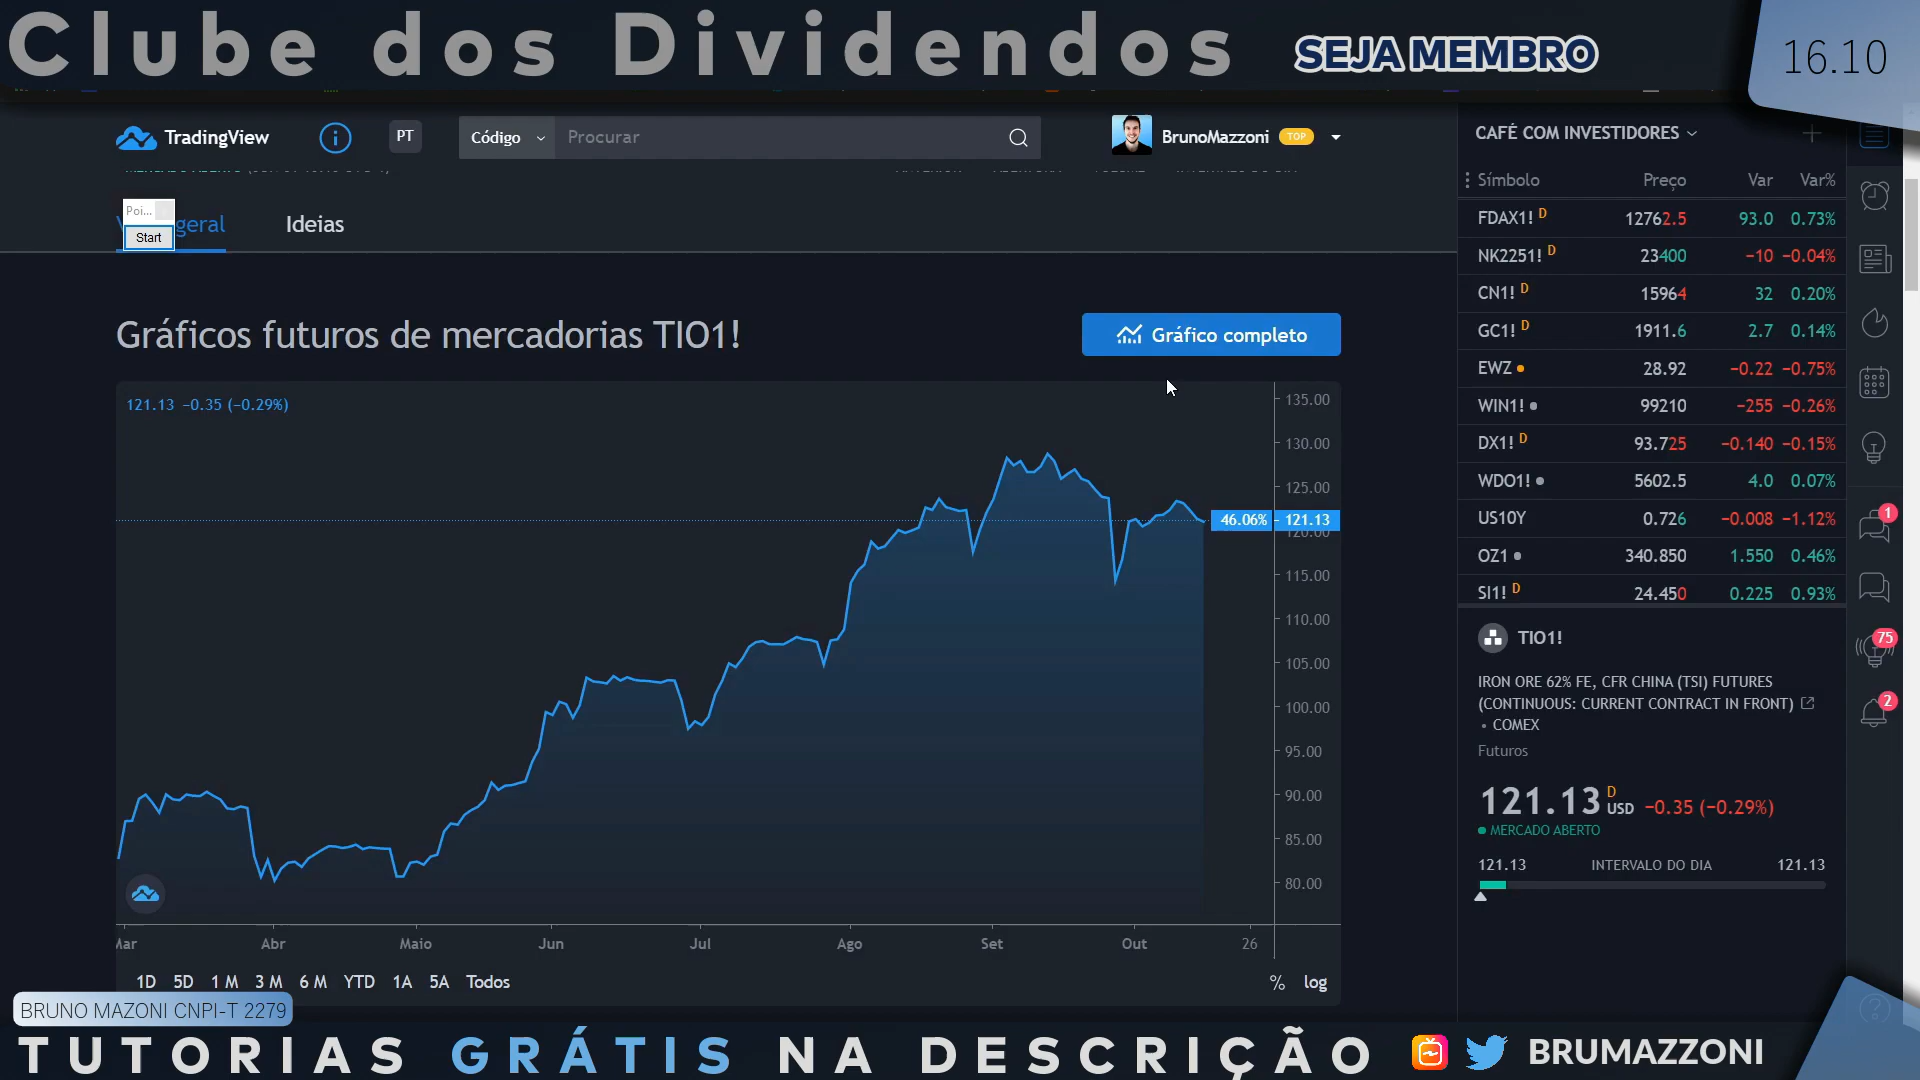 Clube dos Dividendos
SEJA MEMBRO
16.10
TradingView
PT
Código
Procurar
BrunoMazzoni
TOP
CAFÉ COM INVESTIDORES
Símbolo Preço Var Var%
Poi...
Start
geral
Ideias
FDAX1! D 12762.5 93.0 0.73%
NK2251! D 23400 −10 −0.04%
CN1! D 15964 32 0.20%
GC1! D 1911.6 2.7 0.14%
EWZ 28.92 −0.22 −0.75%
WIN1! 99210 −255 −0.26%
DX1! D 93.725 −0.140 −0.15%
WDO1! 5602.5 4.0 0.07%
US10Y 0.726 −0.008 −1.12%
OZ1 340.850 1.550 0.46%
SI1! D 24.450 0.225 0.93%
Gráficos futuros de mercadorias TIO1!
Gráfico completo
121.13 −0.35 (−0.29%)
135.00
130.00
125.00
46.06% 121.13
120.00
115.00
110.00
105.00
100.00
95.00
90.00
85.00
80.00
Mar Abr Maio Jun Jul Ago Set Out 26
1D 5D 1 M 3 M 6 M YTD 1A 5A Todos
% log
TIO1!
IRON ORE 62% FE, CFR CHINA (TSI) FUTURES
(CONTINUOUS: CURRENT CONTRACT IN FRONT)
• COMEX
Futuros
121.13 D USD −0.35 (−0.29%)
MERCADO ABERTO
121.13 INTERVALO DO DIA 121.13
1
75
2
BRUNO MAZONI CNPI-T 2279
TUTORIAS GRÁTIS NA DESCRIÇÃO
BRUMAZZONI